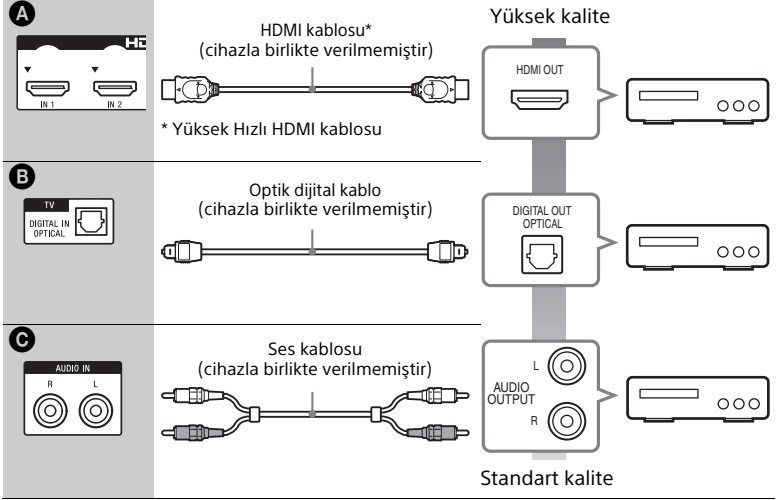 A
HD
IN 1
IN 2
HDMI kablosu*
(cihazla birlikte verilmemiştir)
* Yüksek Hızlı HDMI kablosu
Yüksek kalite
HDMI OUT
B
TV
DIGITAL IN
OPTICAL
Optik dijital kablo
(cihazla birlikte verilmemiştir)
DIGITAL OUT
OPTICAL
C
AUDIO IN
R L
Ses kablosu
(cihazla birlikte verilmemiştir)
L
AUDIO
OUTPUT
R
Standart kalite